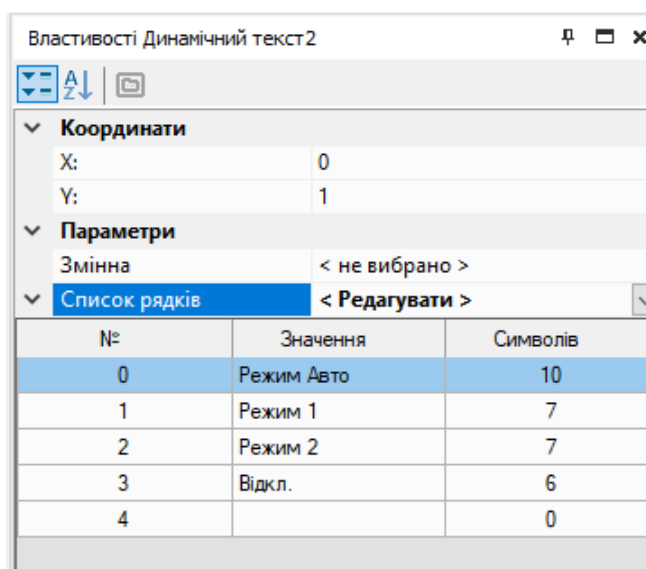 Властивості Динамічний текст2
Координати
X: 0
Y: 1
Параметри
Змінна < не вибрано >
Список рядків < Редагувати >
№ Значення Символів
0 Режим Авто 10
1 Режим 1 7
2 Режим 2 7
3 Відкл. 6
4 0